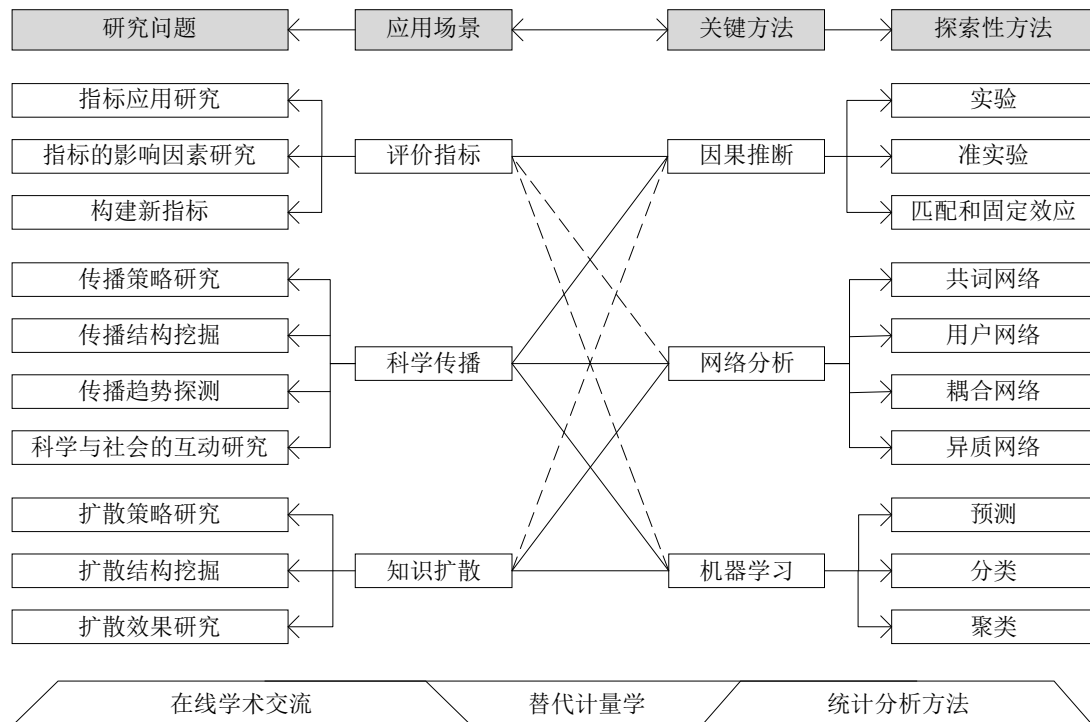 研究问题
应用场景
关键方法
探索性方法
指标应用研究
实验
指标的影响因素研究
评价指标
因果推断
准实验
构建新指标
匹配和固定效应
传播策略研究
共词网络
传播结构挖掘
用户网络
科学传播
网络分析
传播趋势探测
耦合网络
科学与社会的互动研究
异质网络
扩散策略研究
预测
扩散结构挖掘
知识扩散
机器学习
分类
扩散效果研究
聚类
在线学术交流
替代计量学
统计分析方法